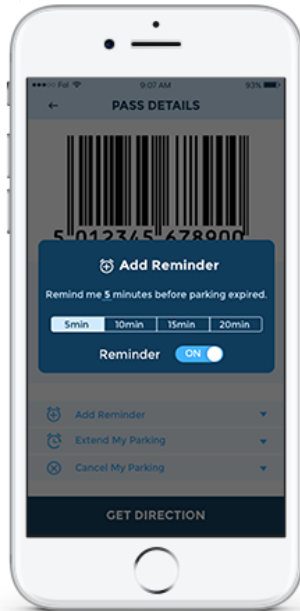 ●●●○○ Fol 9:07 AM 93%
PASS DETAILS
5 012345 678900
Add Reminder
Remind me 5 minutes before parking expired.
5min 10min 15min 20min
Reminder ON
Add Reminder
Extend My Parking
Cancel My Parking
GET DIRECTION